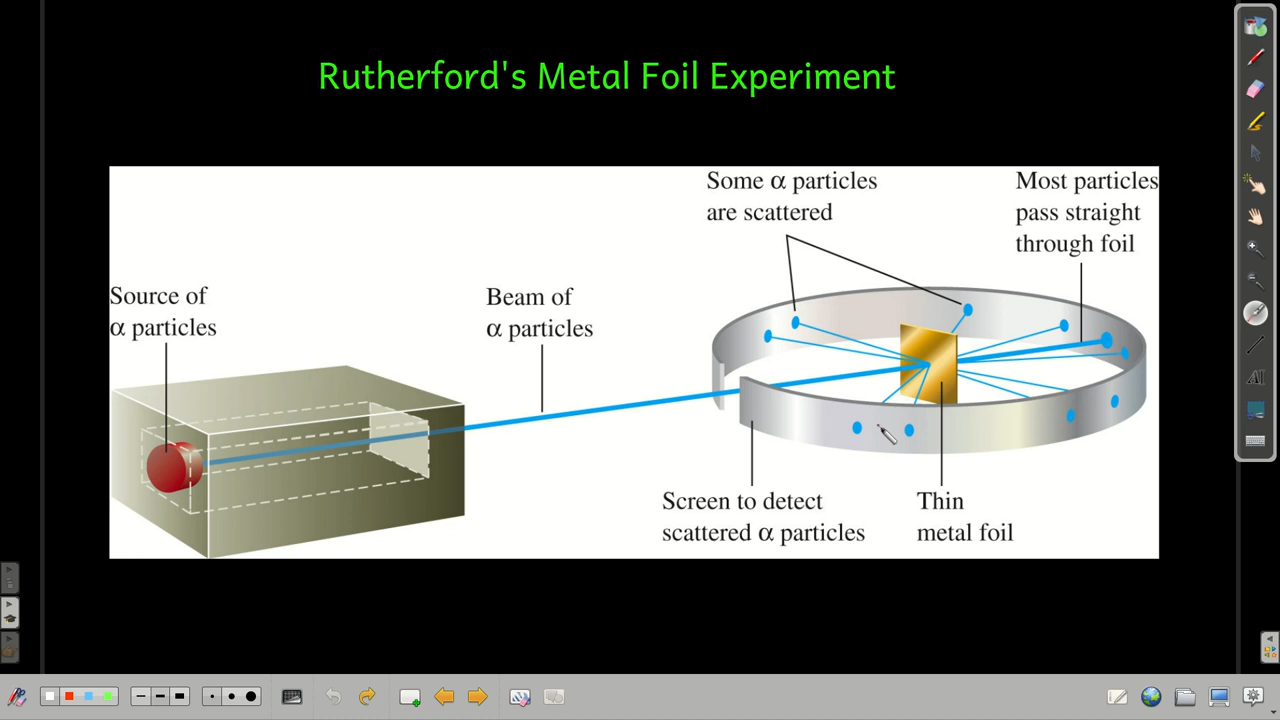 Rutherford's Metal Foil Experiment
Some α particles
are scattered
Most particles
pass straight
through foil
Source of
α particles
Beam of
α particles
Screen to detect
scattered α particles
Thin
metal foil
AI